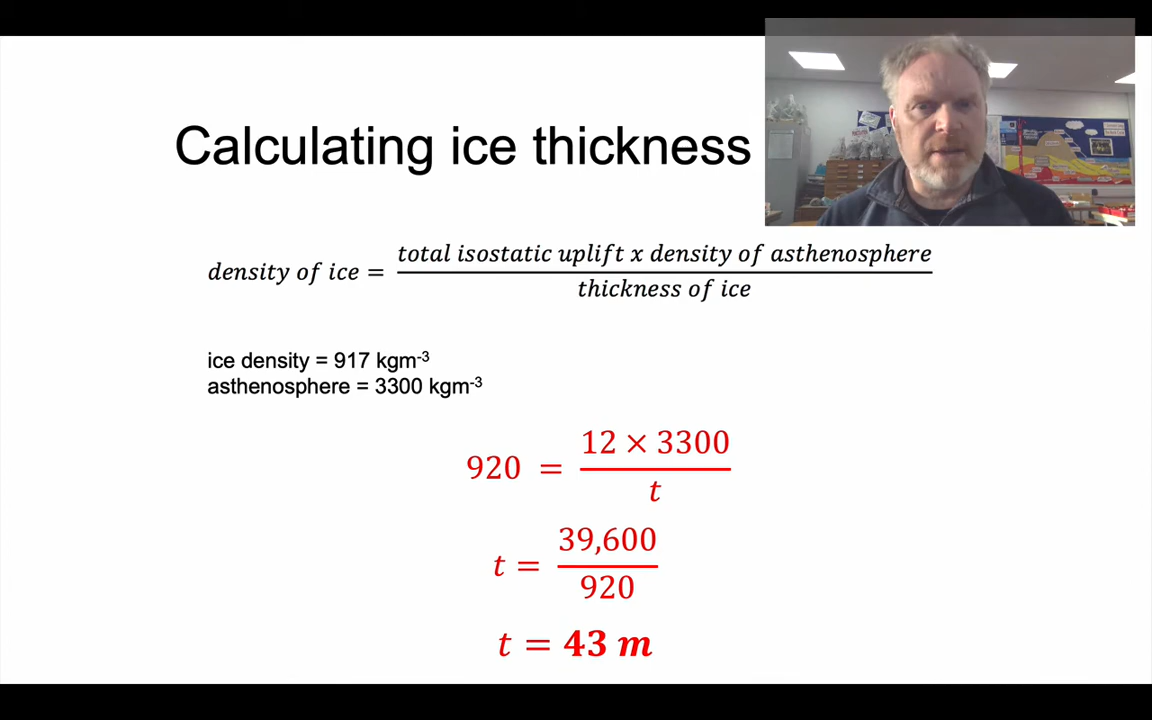 Calculating ice thickness
density of ice = total isostatic uplift x density of asthenosphere / thickness of ice
ice density = 917 kgm⁻³
asthenosphere = 3300 kgm⁻³
920 = 12 × 3300 / t
t = 39,600 / 920
t = 43 m